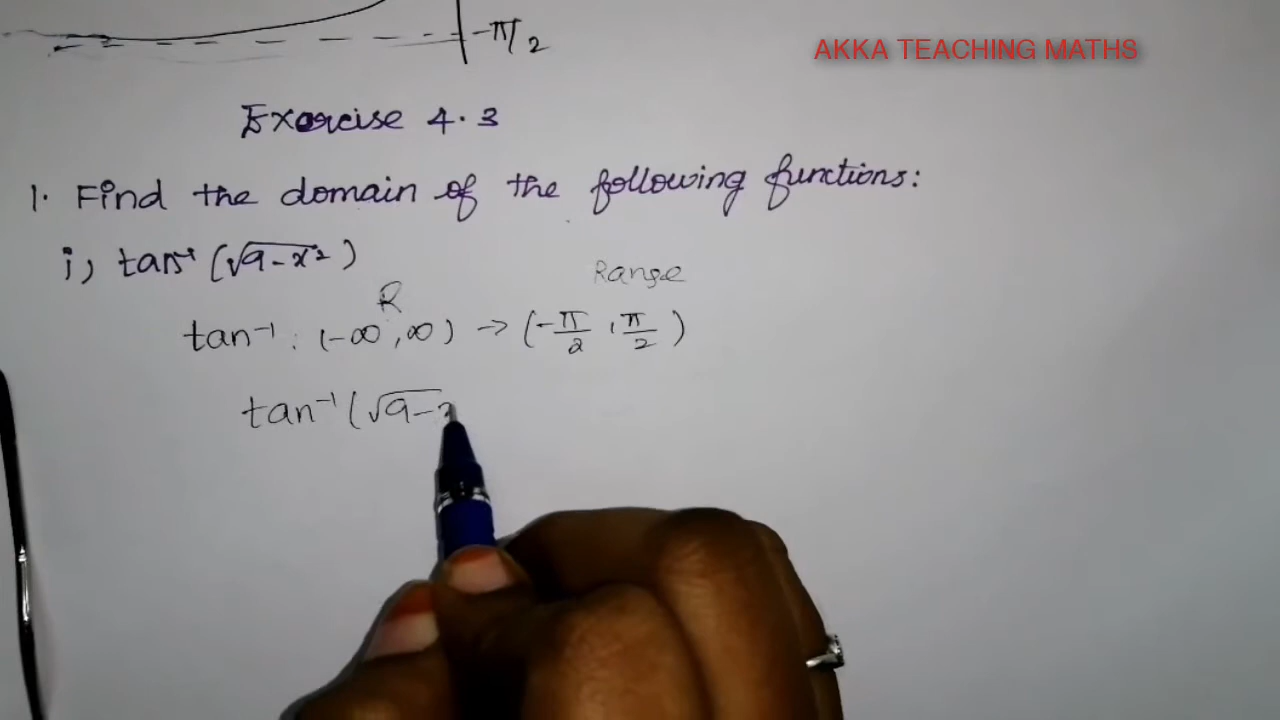 -π/2
AKKA TEACHING MATHS
Exercise 4.3
1. Find the domain of the following functions:
i) tan⁻¹ (√9-x²)
R Range
tan⁻¹ : (-∞, ∞) → (-π/2, π/2)
tan⁻¹ (√9-x